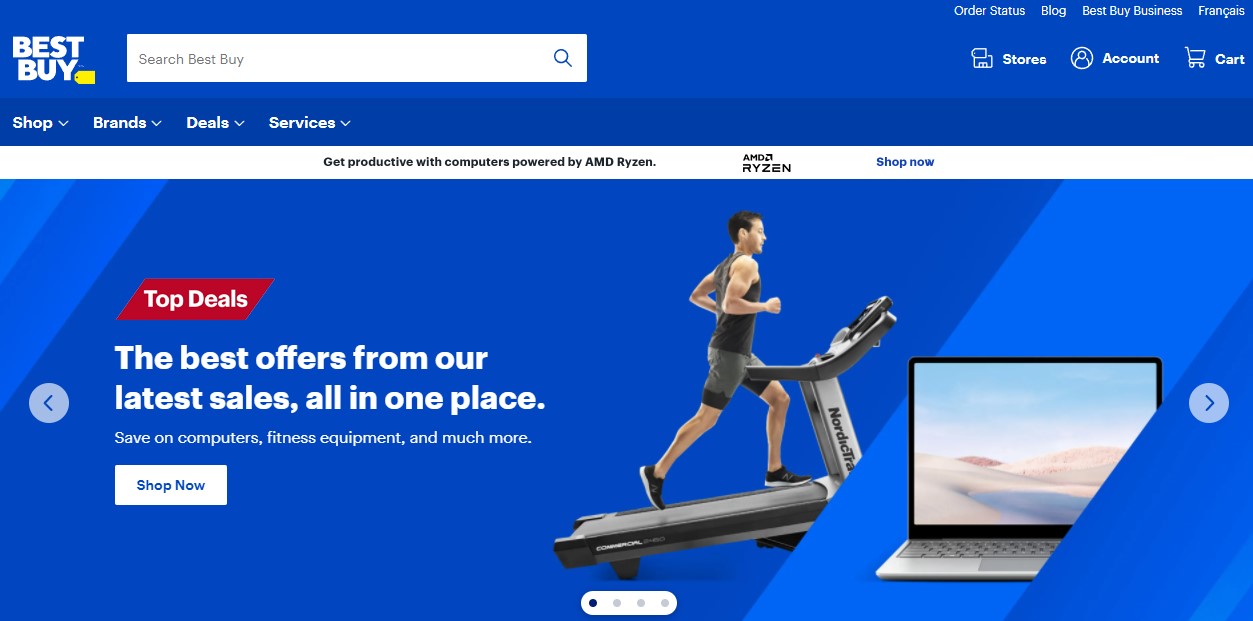 Order Status Blog Best Buy Business Français
BEST
BUY
Search Best Buy
Stores Account Cart
Shop Brands Deals Services
Get productive with computers powered by AMD Ryzen. AMD RYZEN Shop now
Top Deals
The best offers from our
latest sales, all in one place.
Save on computers, fitness equipment, and much more.
Shop Now
NordicTra
COMMERCIAL 2450